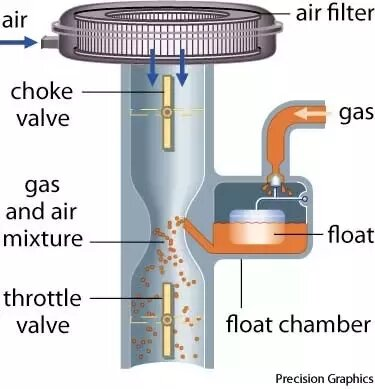 air
air filter
choke
valve
gas
gas
and air
mixture
float
throttle
valve
float chamber
Precision Graphics